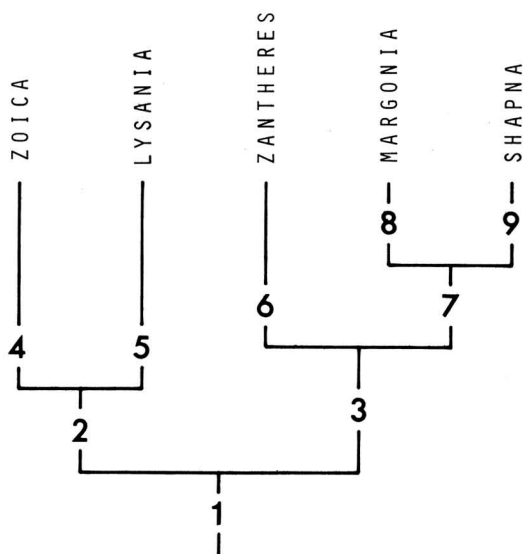 ZOICA
LYSANIA
ZANTHERES
MARGONIA
SHAPNA
8 9
6 7
4 5
3
2
1